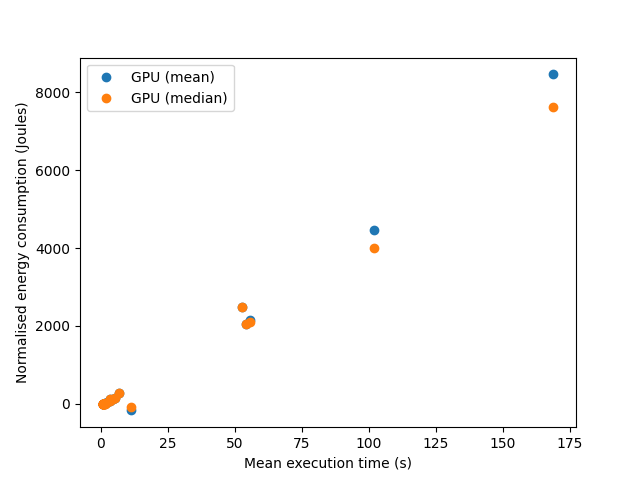 GPU (mean)
GPU (median)
Normalised energy consumption (Joules)
8000
6000
4000
2000
0
0 25 50 75 100 125 150 175
Mean execution time (s)